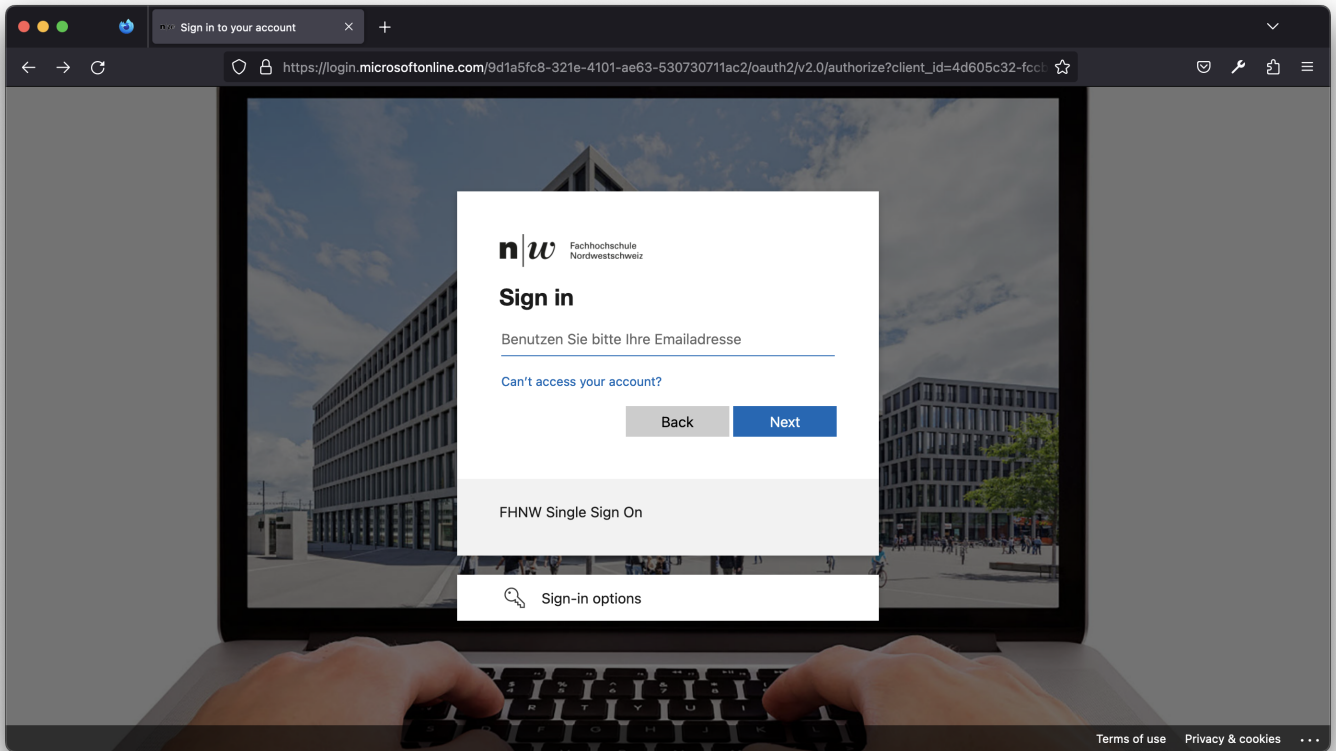 n|w Sign in to your account
https://login.microsoftonline.com/9d1a5fc8-321e-4101-ae63-530730711ac2/oauth2/v2.0/authorize?client_id=4d605c32-fccb
n|w Fachhochschule
Nordwestschweiz
Sign in
Benutzen Sie bitte Ihre Emailadresse
Can't access your account?
Back Next
FHNW Single Sign On
Sign-in options
Terms of use Privacy & cookies ...